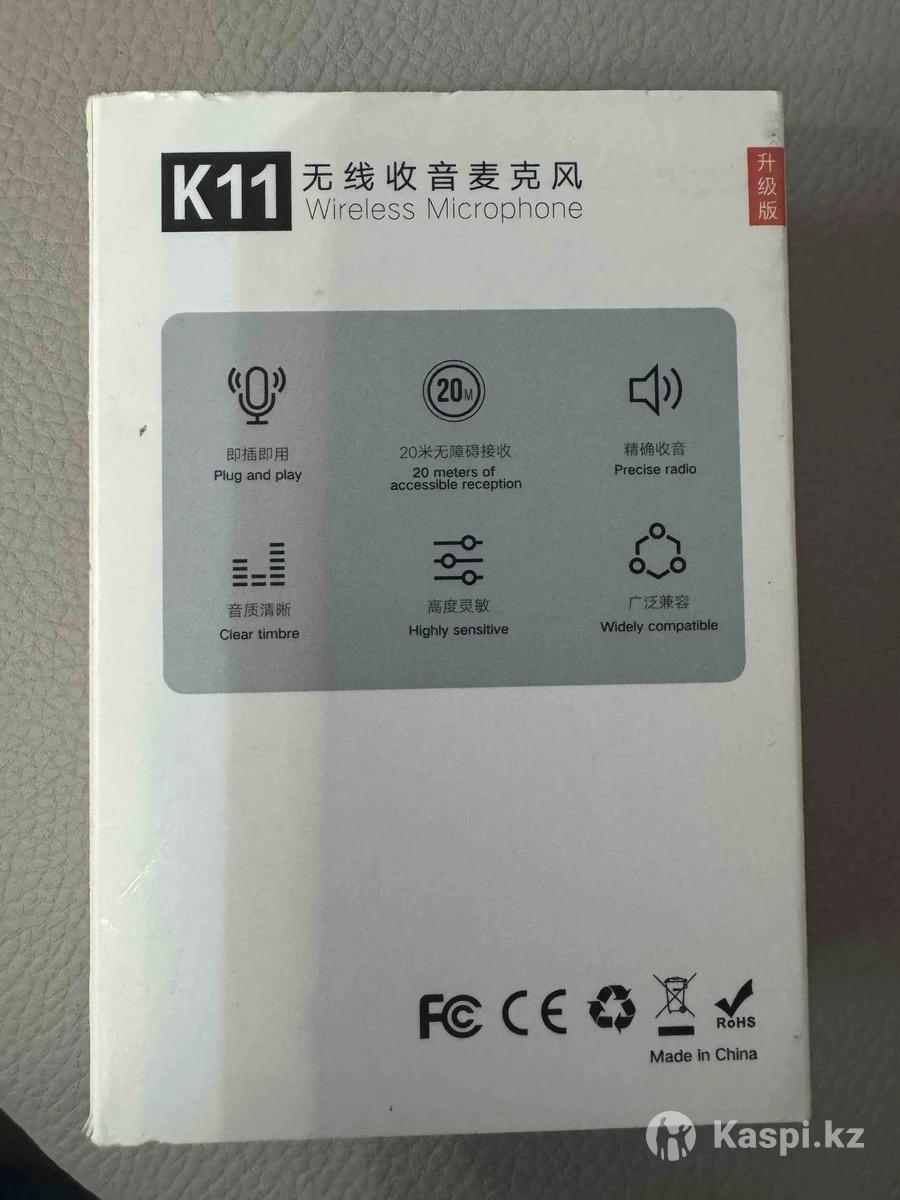 K11 无线收音麦克风
Wireless Microphone
升级版
20M
即插即用
Plug and play
20米无障碍接收
20 meters of
accessible reception
精确收音
Precise radio
音质清晰
Clear timbre
高度灵敏
Highly sensitive
广泛兼容
Widely compatible
FC CE RoHS
Made in China
Kaspi.kz